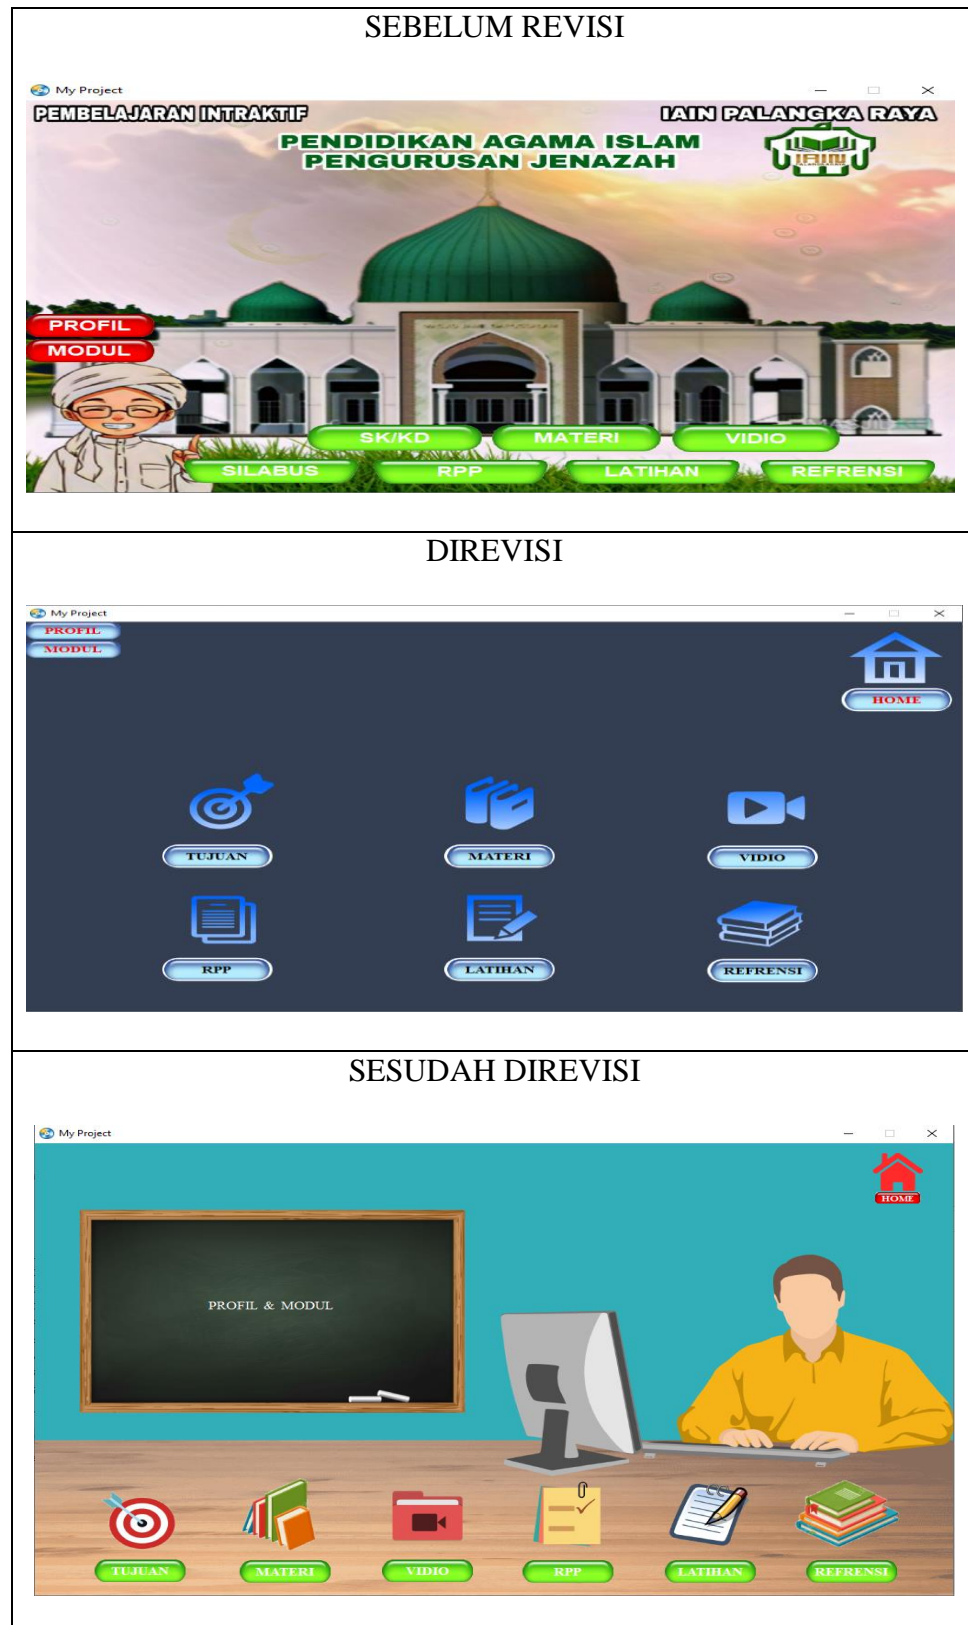 SEBELUM REVISI
My Project
PEMBELAJARAN INTRAKTIF
IAIN PALANGKA RAYA
PENDIDIKAN AGAMA ISLAM
PENGURUSAN JENAZAH
IAIN
PROFIL
MODUL
SK/KD MATERI VIDIO
SILABUS RPP LATIHAN REFRENSI
DIREVISI
My Project
PROFIL
MODUL
HOME
TUJUAN MATERI VIDIO
RPP LATIHAN REFRENSI
SESUDAH DIREVISI
My Project
HOME
PROFIL & MODUL
TUJUAN MATERI VIDIO RPP LATIHAN REFRENSI